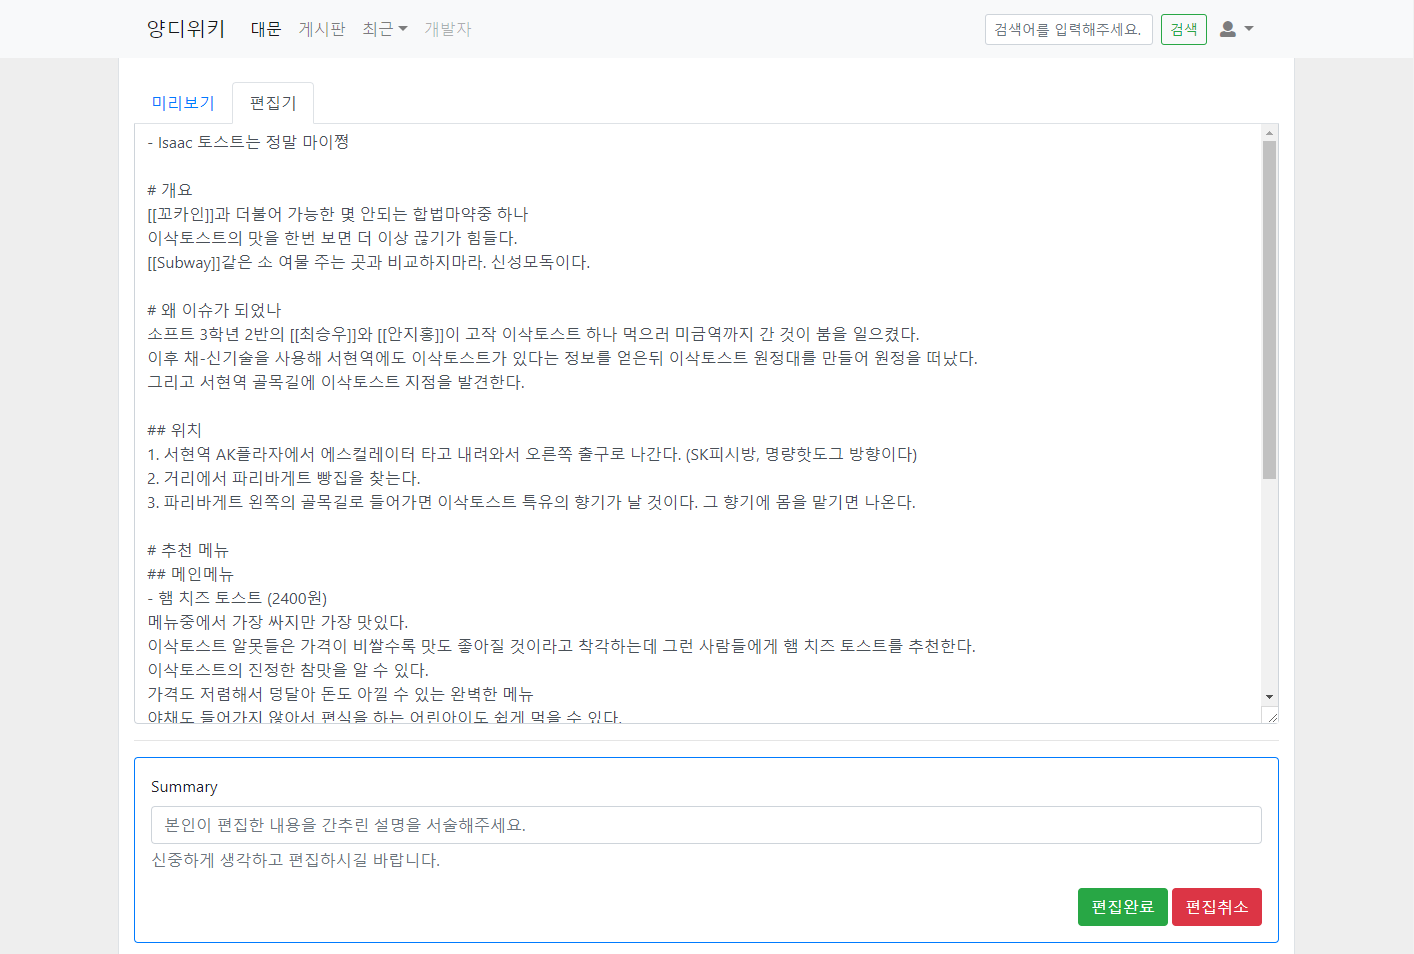 양디위키 대문 게시판 최근 개발자 검색어를 입력해주세요. 검색
미리보기 편집기
- Isaac 토스트는 정말 마이쪙
# 개요
[[꼬카인]]과 더불어 가능한 몇 안되는 합법마약중 하나
이삭토스트의 맛을 한번 보면 더 이상 끊기가 힘들다.
[[Subway]]같은 소 여물 주는 곳과 비교하지마라. 신성모독이다.
# 왜 이슈가 되었나
소프트 3학년 2반의 [[최승우]]와 [[안지홍]]이 고작 이삭토스트 하나 먹으러 미금역까지 간 것이 붐을 일으켰다.
이후 채-신기술을 사용해 서현역에도 이삭토스트가 있다는 정보를 얻은뒤 이삭토스트 원정대를 만들어 원정을 떠났다.
그리고 서현역 골목길에 이삭토스트 지점을 발견한다.
## 위치
1. 서현역 AK플라자에서 에스컬레이터 타고 내려와서 오른쪽 출구로 나간다. (SK피시방, 명량핫도그 방향이다)
2. 거리에서 파리바게트 빵집을 찾는다.
3. 파리바게트 왼쪽의 골목길로 들어가면 이삭토스트 특유의 향기가 날 것이다. 그 향기에 몸을 맡기면 나온다.
# 추천 메뉴
## 메인메뉴
- 햄 치즈 토스트 (2400원)
메뉴중에서 가장 싸지만 가장 맛있다.
이삭토스트 알못들은 가격이 비쌀수록 맛도 좋아질 것이라고 착각하는데 그런 사람들에게 햄 치즈 토스트를 추천한다.
이삭토스트의 진정한 참맛을 알 수 있다.
가격도 저렴해서 덩달아 돈도 아낄 수 있는 완벽한 메뉴
야채도 들어가지 않아서 편식을 하는 어린아이도 쉽게 먹을 수 있다.
Summary
본인이 편집한 내용을 간추린 설명을 서술해주세요.
신중하게 생각하고 편집하시길 바랍니다.
편집완료 편집취소